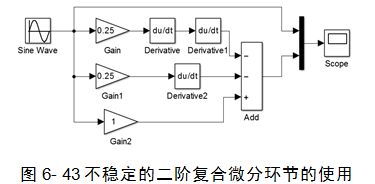 0.25
du/dt
du/dt
Sine Wave
Gain
Derivative
Derivative1
Scope
0.25
du/dt
Gain1
Derivative2
Add
1
Gain2
图 6- 43 不稳定的二阶复合微分环节的使用